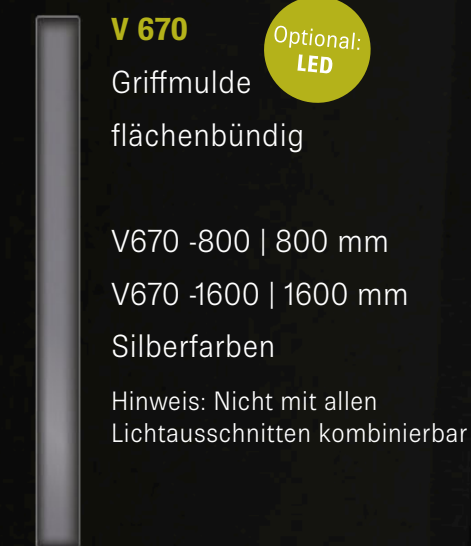 V 670
Optional:
LED
Griffmulde
flächenbündig
V670 -800 | 800 mm
V670 -1600 | 1600 mm
Silberfarben
Hinweis: Nicht mit allen
Lichtausschnitten kombinierbar